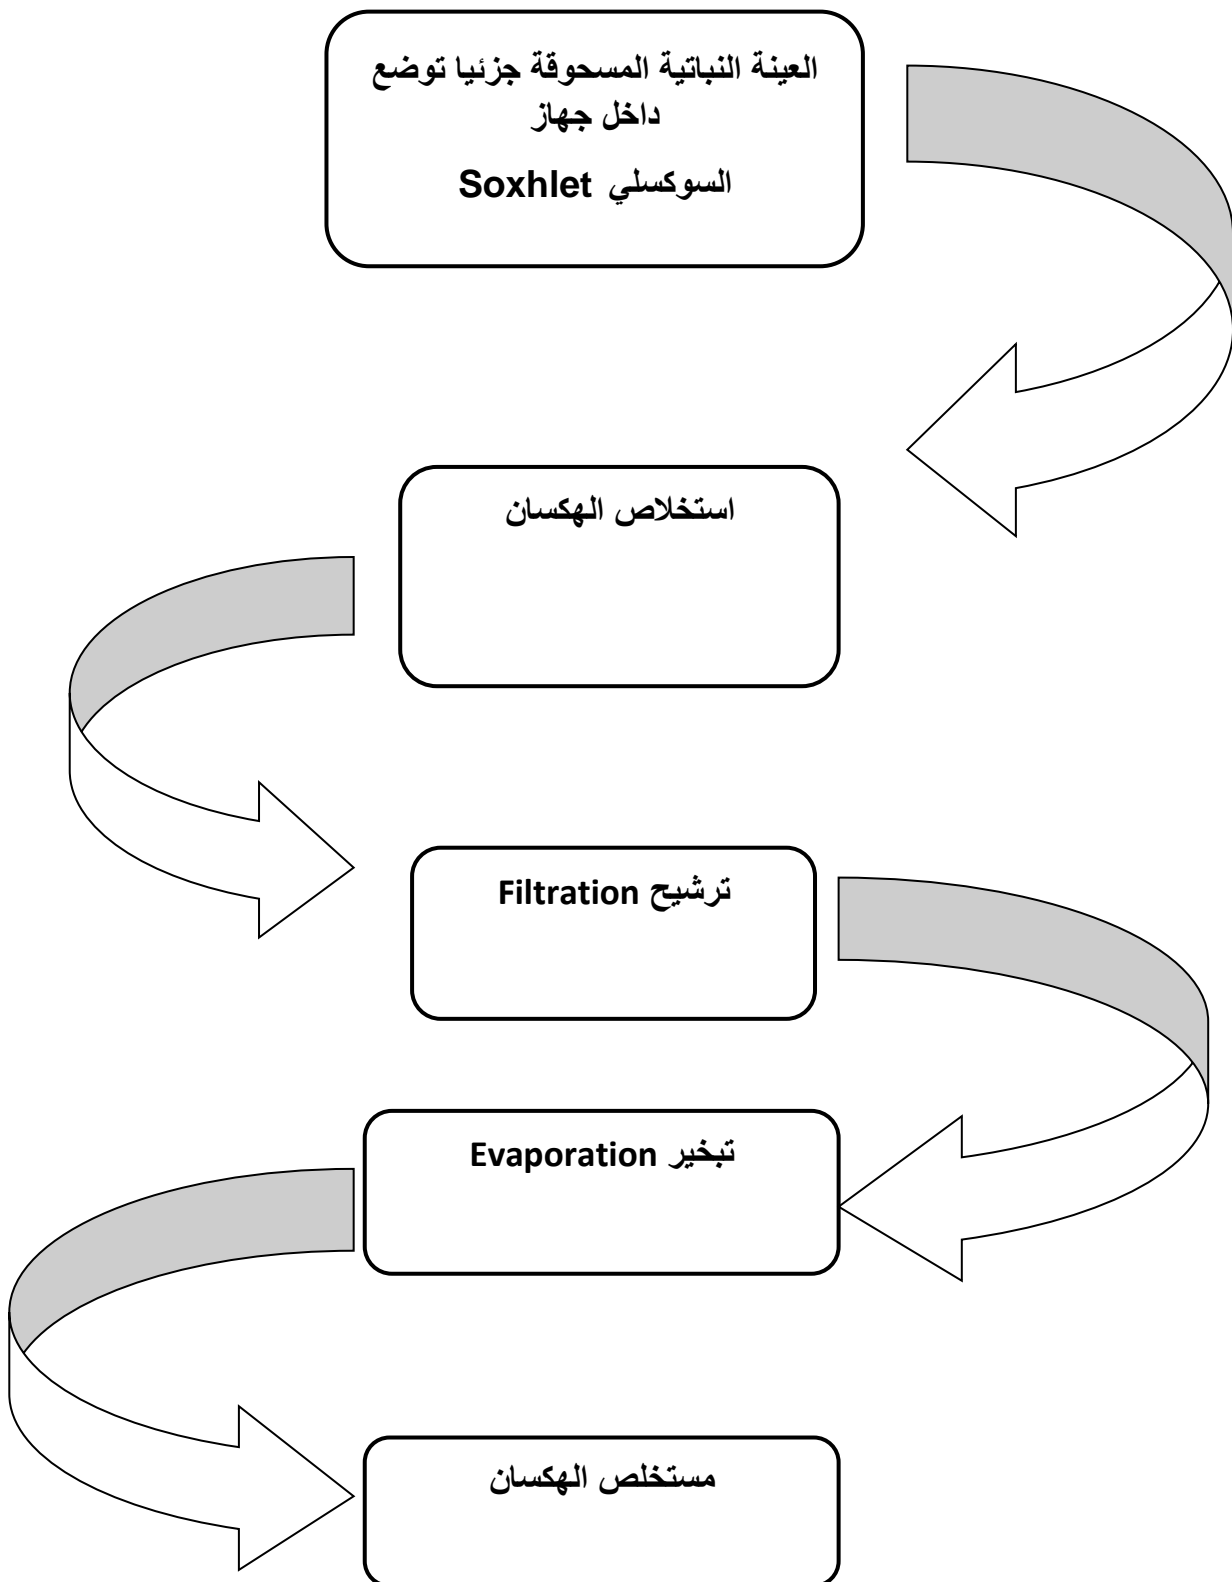 العينة النباتية المسحوقة جزئيا توضع
داخل جهاز
السوكسلي Soxhlet
استخلاص الهكسان
ترشيح Filtration
تبخير Evaporation
مستخلص الهكسان